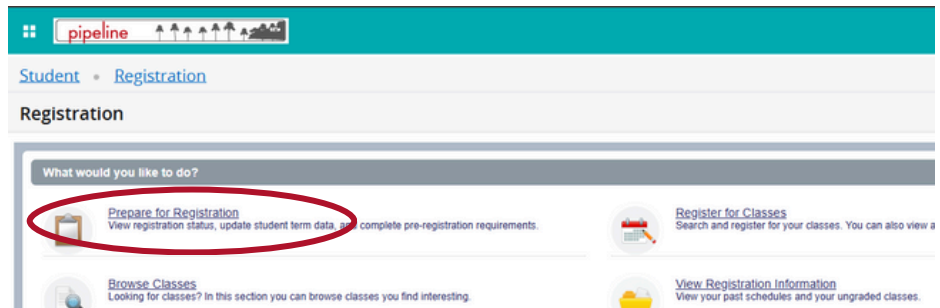 pipeline
Student • Registration
Registration
What would you like to do?
Prepare for Registration
View registration status, update student term data, and complete pre-registration requirements.
Register for Classes
Search and register for your classes. You can also view a
Browse Classes
Looking for classes? In this section you can browse classes you find interesting.
View Registration Information
View your past schedules and your ungraded classes.